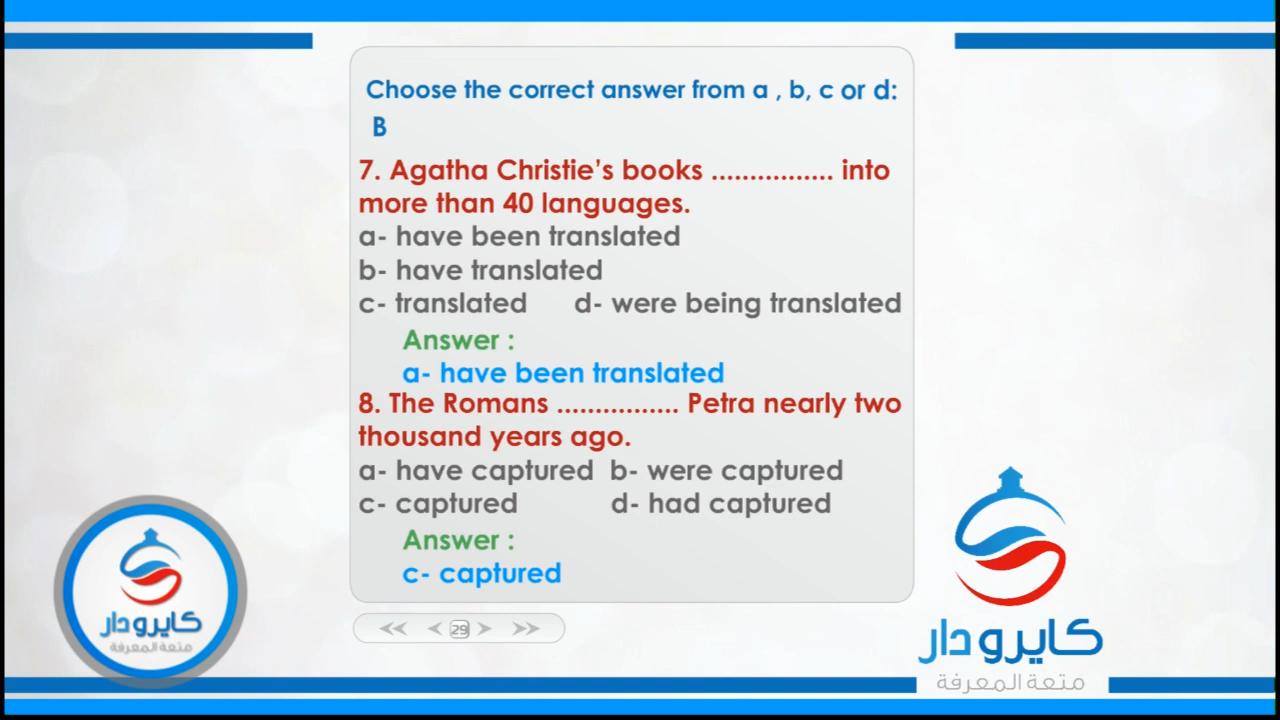 Choose the correct answer from a , b, c or d:
B
7. Agatha Christie’s books ................ into
more than 40 languages.
a- have been translated
b- have translated
c- translated d- were being translated
Answer :
a- have been translated
8. The Romans ................ Petra nearly two
thousand years ago.
a- have captured b- were captured
c- captured d- had captured
Answer :
c- captured
29
كايرو دار
متعة المعرفة
كايرو دار
متعة المعرفة